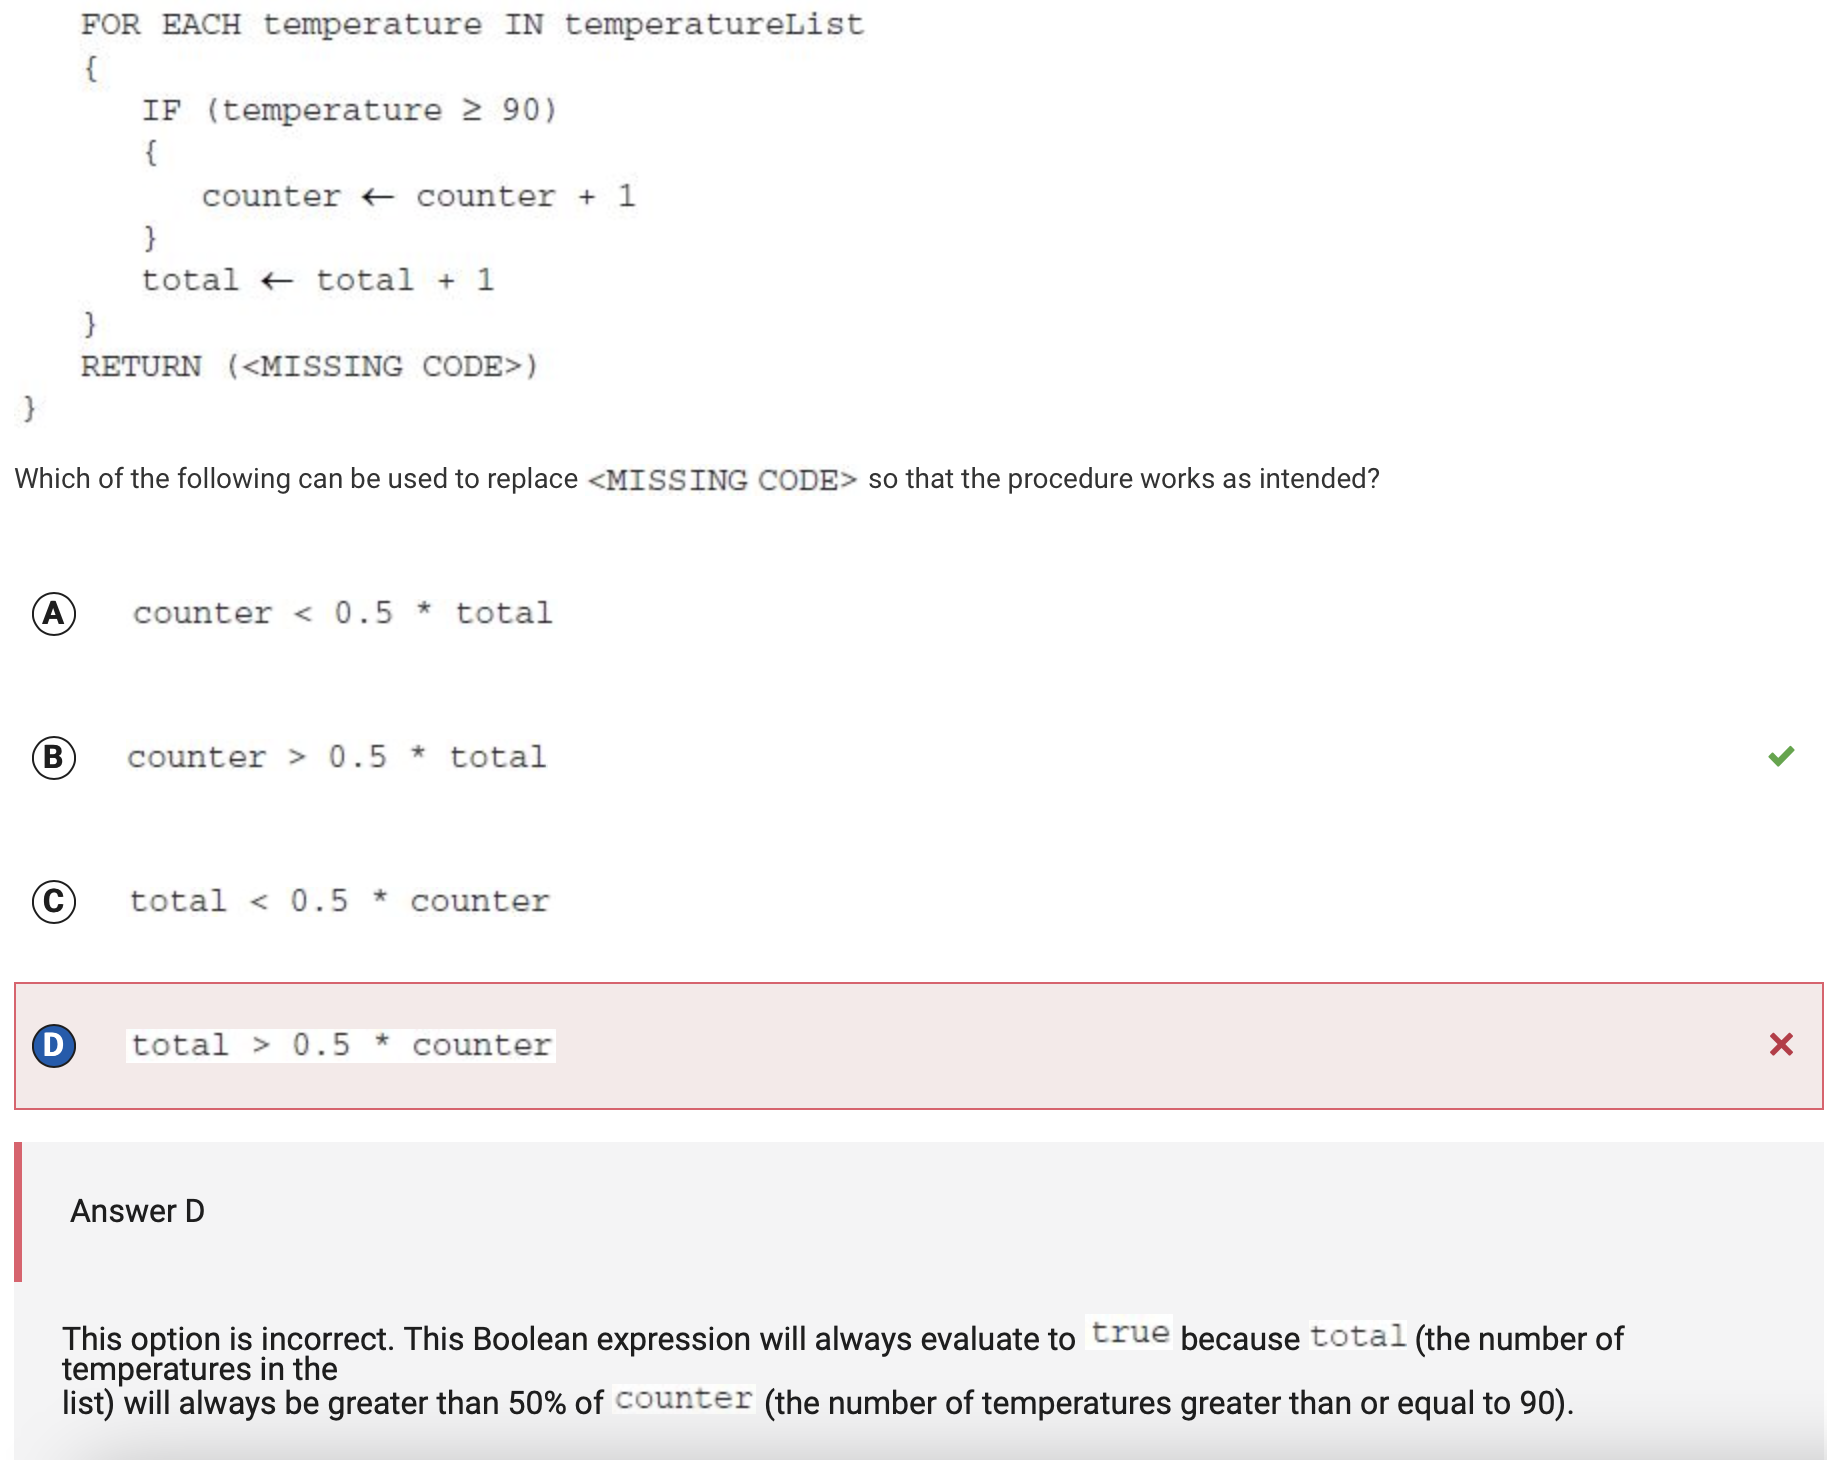 FOR EACH temperature IN temperatureList
{
IF (temperature ≥ 90)
{
counter ← counter + 1
}
total ← total + 1
}
RETURN (<MISSING CODE>)
}
Which of the following can be used to replace <MISSING CODE> so that the procedure works as intended?
A counter < 0.5 * total
B counter > 0.5 * total
C total < 0.5 * counter
D total > 0.5 * counter
Answer D
This option is incorrect. This Boolean expression will always evaluate to true because total (the number of
temperatures in the
list) will always be greater than 50% of counter (the number of temperatures greater than or equal to 90).